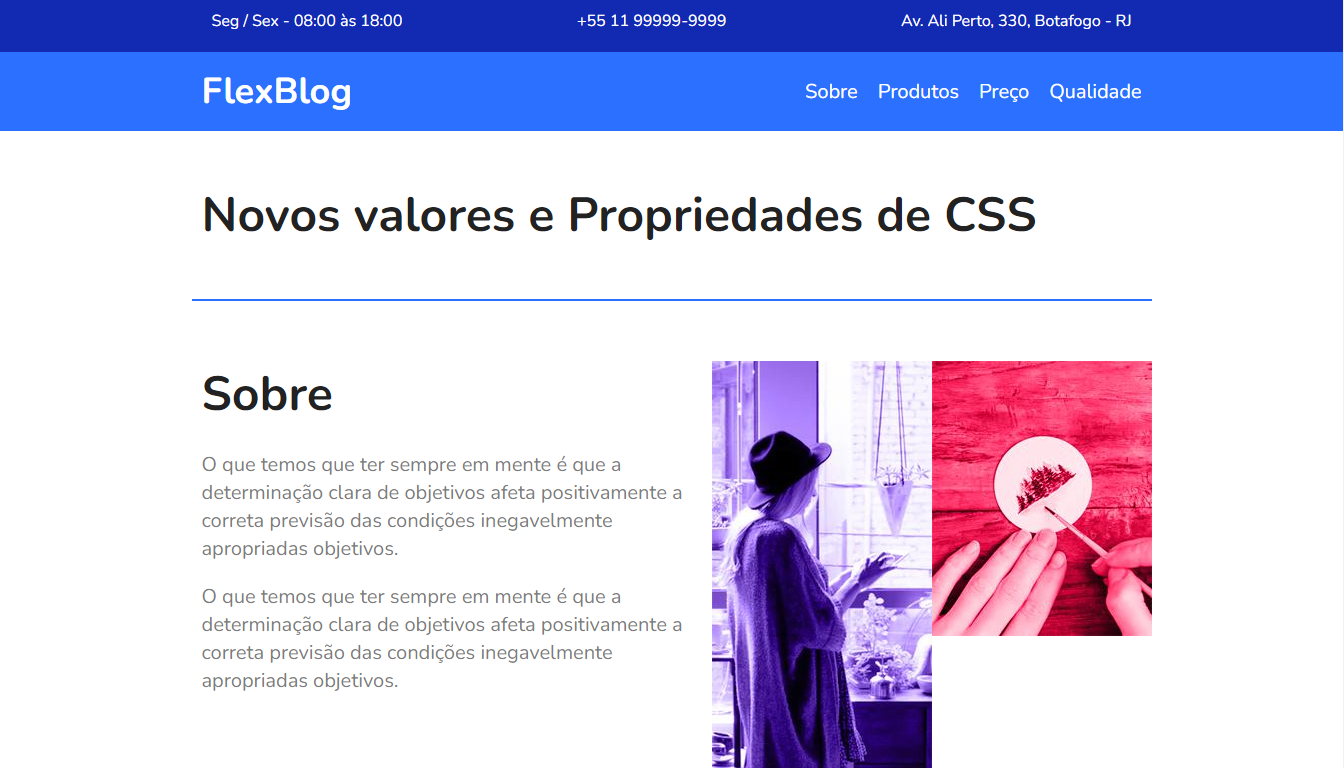 Seg / Sex - 08:00 às 18:00
+55 11 99999-9999
Av. Ali Perto, 330, Botafogo - RJ
FlexBlog
Sobre Produtos Preço Qualidade
Novos valores e Propriedades de CSS
Sobre
O que temos que ter sempre em mente é que a
determinação clara de objetivos afeta positivamente a
correta previsão das condições inegavelmente
apropriadas objetivos.
O que temos que ter sempre em mente é que a
determinação clara de objetivos afeta positivamente a
correta previsão das condições inegavelmente
apropriadas objetivos.